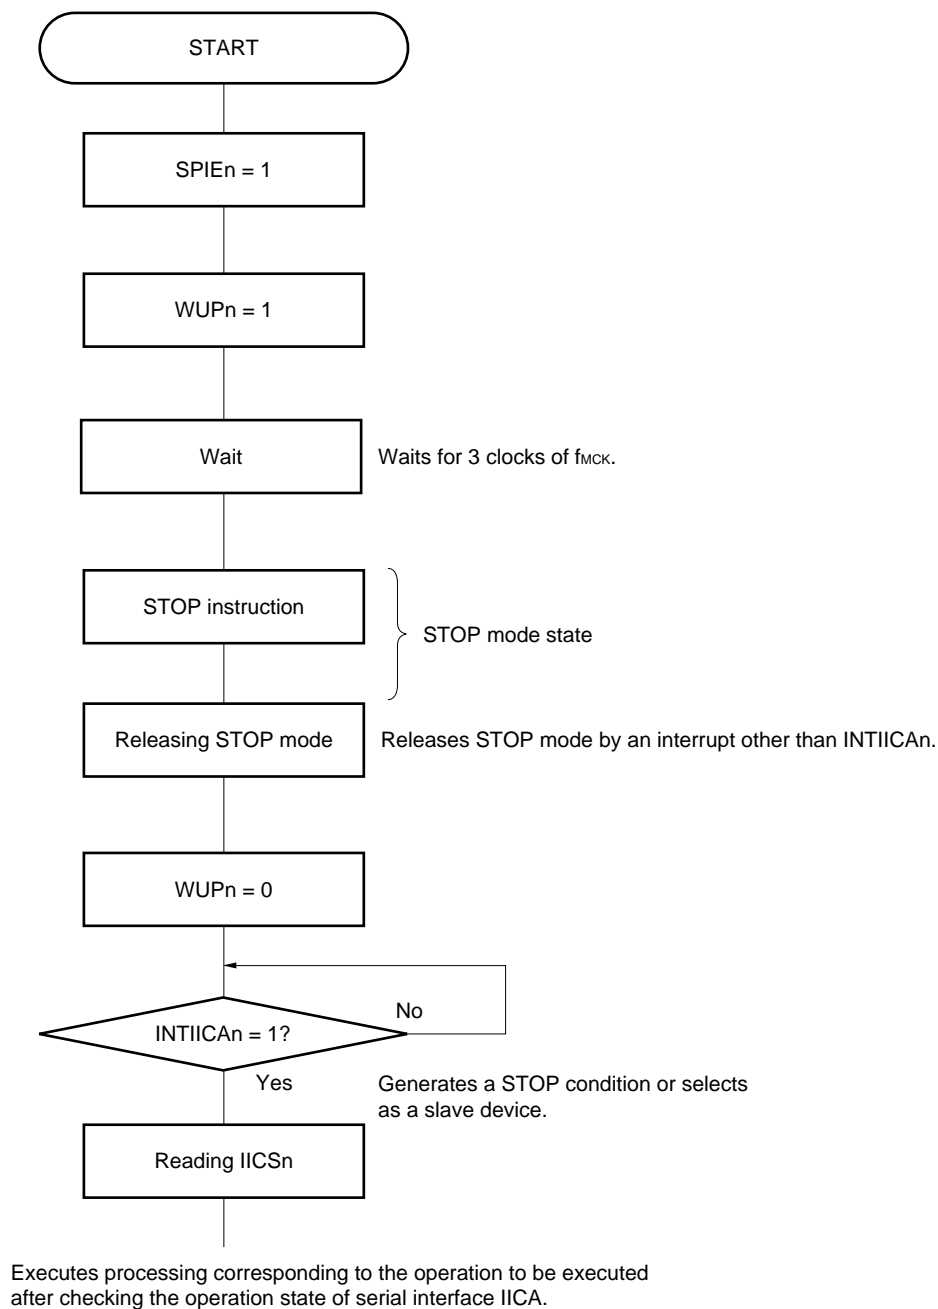 START
SPIEn = 1
WUPn = 1
Wait
Waits for 3 clocks of fMCK.
STOP instruction
STOP mode state
Releasing STOP mode
Releases STOP mode by an interrupt other than INTIICAn.
WUPn = 0
No
INTIICAn = 1?
Yes
Generates a STOP condition or selects
as a slave device.
Reading IICSn
Executes processing corresponding to the operation to be executed
after checking the operation state of serial interface IICA.